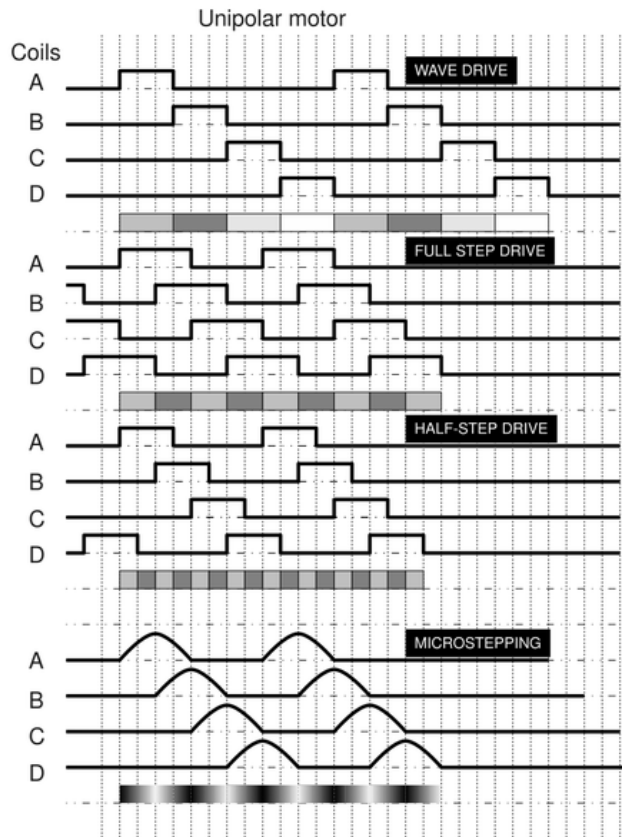 Unipolar motor
Coils
WAVE DRIVE
A
B
C
D
FULL STEP DRIVE
A
B
C
D
HALF-STEP DRIVE
A
B
C
D
MICROSTEPPING
A
B
C
D